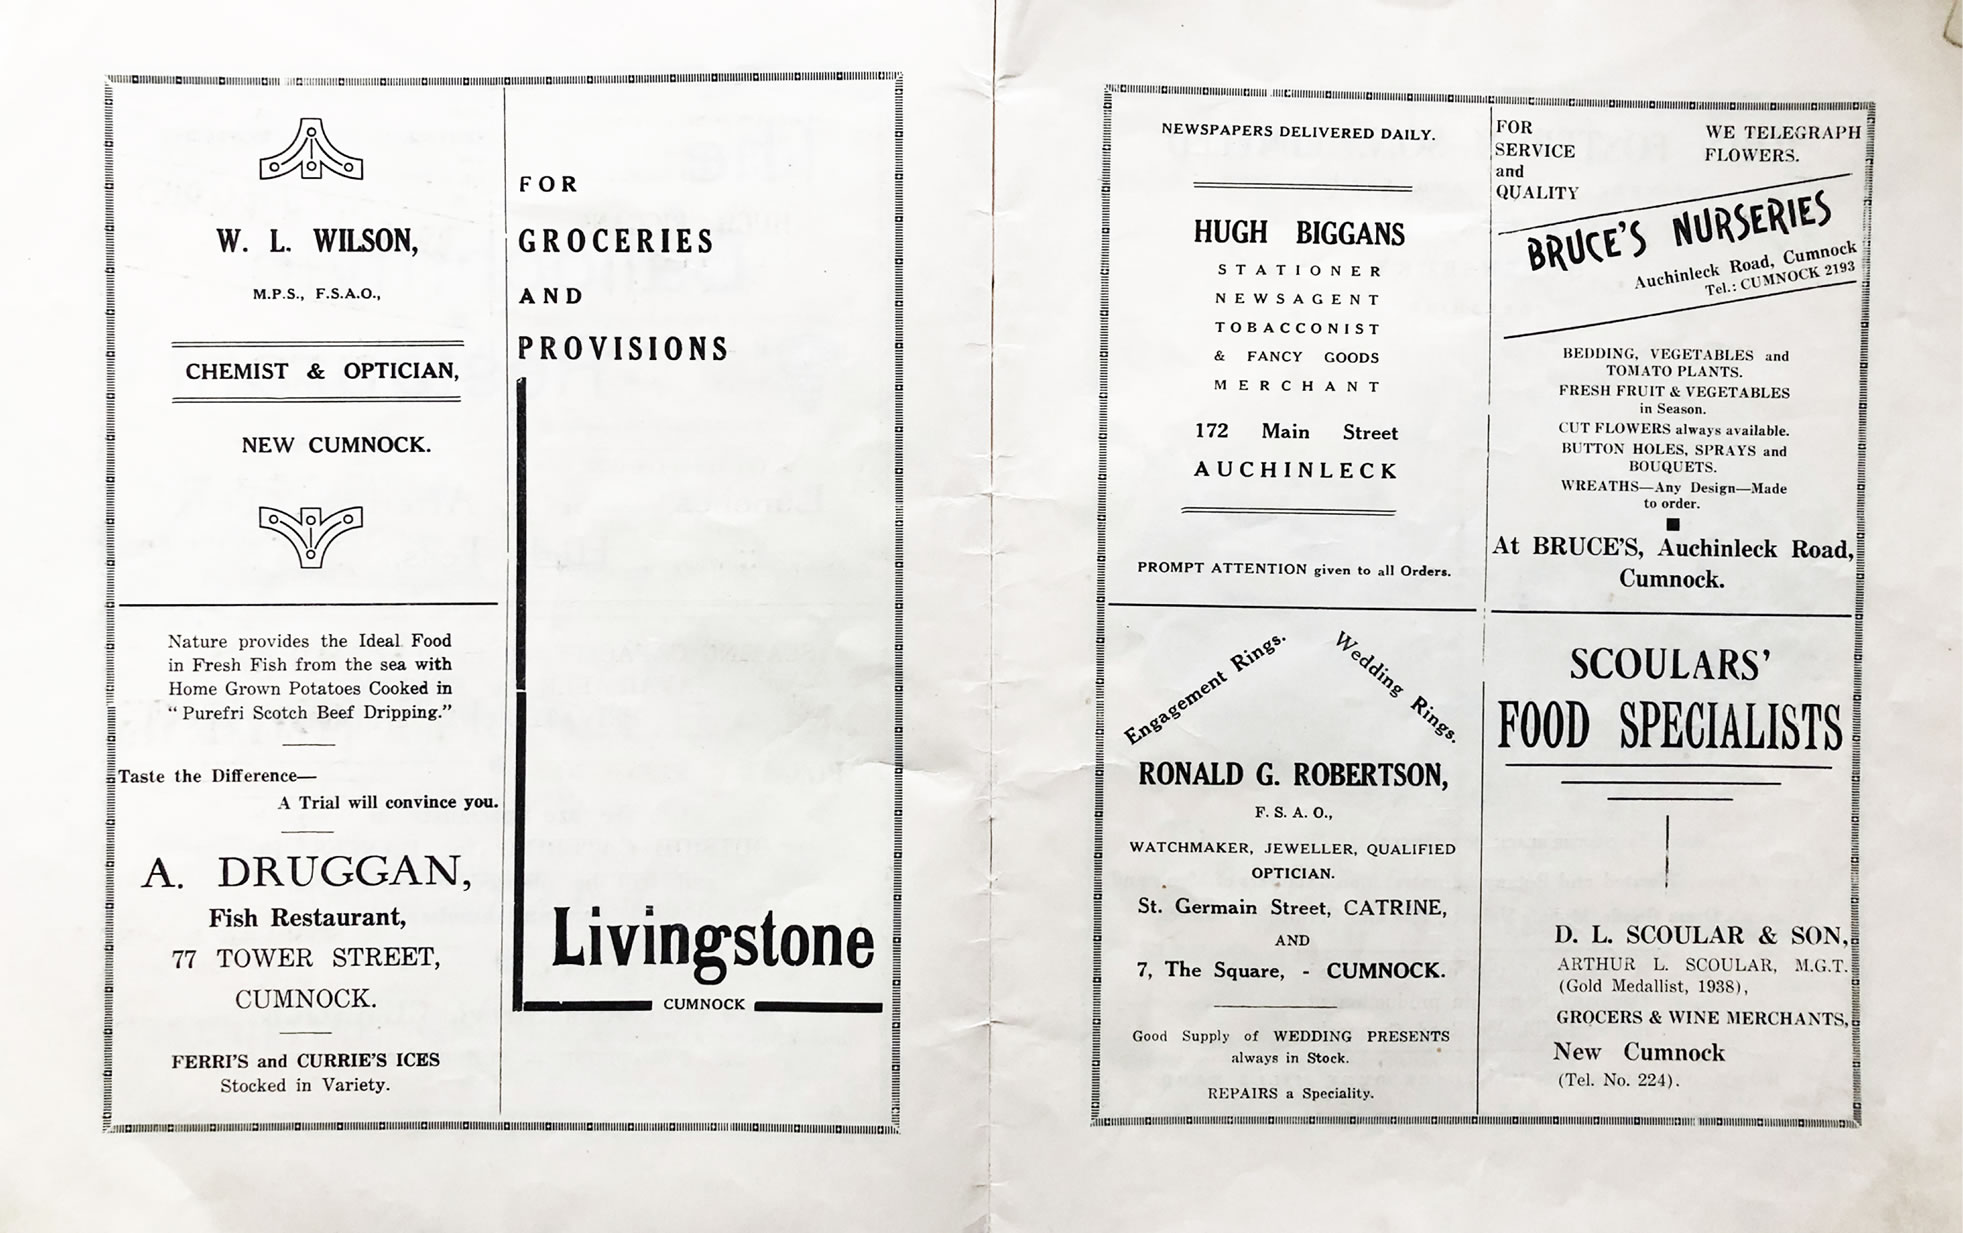 W. L. WILSON,
M.P.S., F.S.A.O.,
CHEMIST & OPTICIAN,
NEW CUMNOCK.
Nature provides the Ideal Food
in Fresh Fish from the sea with
Home Grown Potatoes Cooked in
“ Purefri Scotch Beef Dripping.”
Taste the Difference—
A Trial will convince you.
A. DRUGGAN,
Fish Restaurant,
77 TOWER STREET,
CUMNOCK.
FERRI'S and CURRIE'S ICES
Stocked in Variety.
FOR
GROCERIES
AND
PROVISIONS
Livingstone
CUMNOCK
NEWSPAPERS DELIVERED DAILY.
HUGH BIGGANS
STATIONER
NEWSAGENT
TOBACCONIST
& FANCY GOODS
MERCHANT
172 Main Street
AUCHINLECK
PROMPT ATTENTION given to all Orders.
Engagement Rings.
Wedding Rings.
RONALD G. ROBERTSON,
F. S. A. O.,
WATCHMAKER, JEWELLER, QUALIFIED
OPTICIAN.
St. Germain Street, CATRINE,
AND
7, The Square, - CUMNOCK.
Good Supply of WEDDING PRESENTS
always in Stock.
REPAIRS a Speciality.
FOR
SERVICE
and
QUALITY
WE TELEGRAPH
FLOWERS.
BRUCE'S NURSERIES
Auchinleck Road, Cumnock
Tel.: CUMNOCK 2193
BEDDING, VEGETABLES and
TOMATO PLANTS.
FRESH FRUIT & VEGETABLES
in Season.
CUT FLOWERS always available.
BUTTON HOLES, SPRAYS and
BOUQUETS.
WREATHS—Any Design—Made
to order.
At BRUCE'S, Auchinleck Road,
Cumnock.
SCOULARS'
FOOD SPECIALISTS
D. L. SCOULAR & SON,
ARTHUR L. SCOULAR, M.G.T.
(Gold Medallist, 1938),
GROCERS & WINE MERCHANTS,
New Cumnock
(Tel. No. 224).